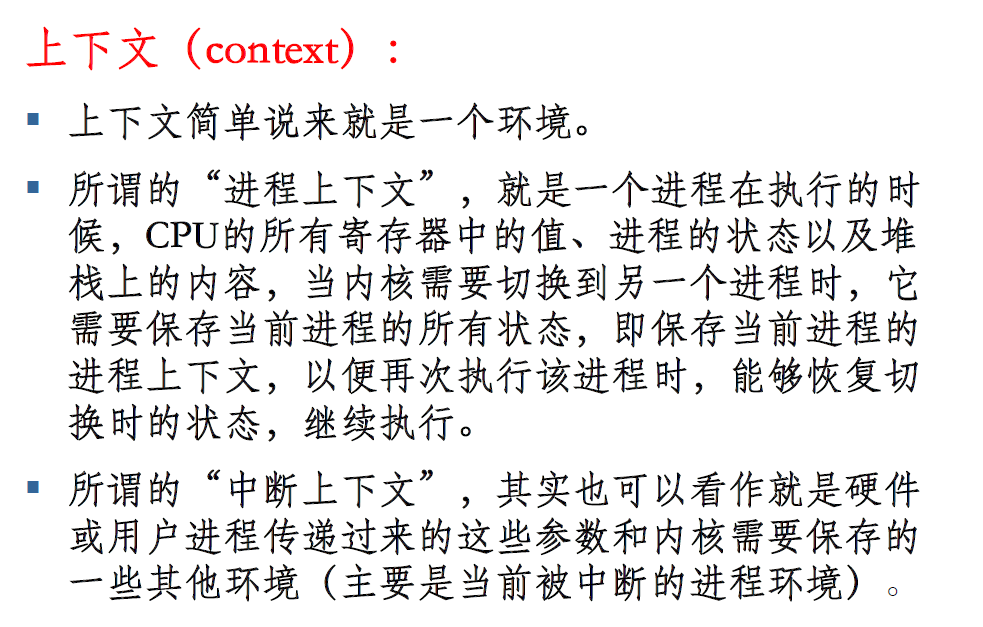 上下文（context）：
上下文简单说来就是一个环境。
所谓的“进程上下文”，就是一个进程在执行的时
候，CPU的所有寄存器中的值、进程的状态以及堆
栈上的内容，当内核需要切换到另一个进程时，它
需要保存当前进程的所有状态，即保存当前进程的
进程上下文，以便再次执行该进程时，能够恢复切
换时的状态，继续执行。
所谓的“中断上下文”，其实也可以看作就是硬件
或用户进程传递过来的这些参数和内核需要保存的
一些其他环境（主要是当前被中断的进程环境）。